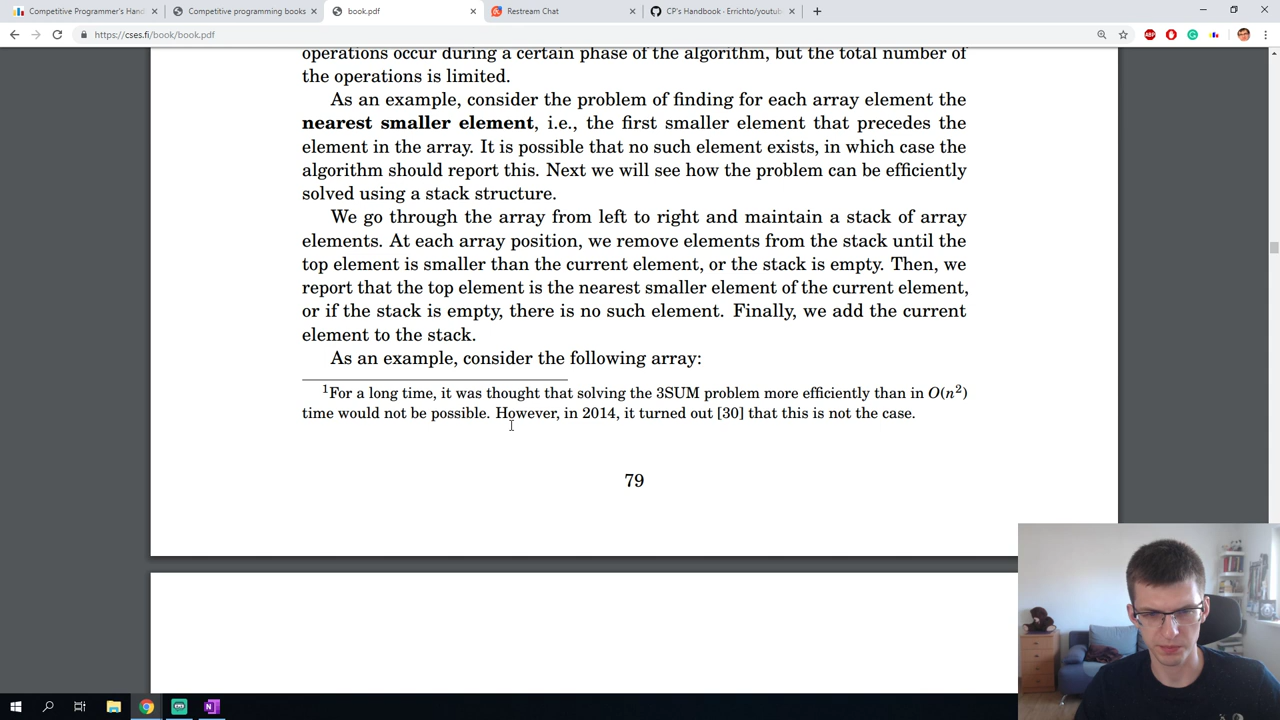 Competitive Programmer's Hand
Competitive programming books
book.pdf
Restream Chat
CP's Handbook · Errichto/youtub
https://cses.fi/book/book.pdf
operations occur during a certain phase of the algorithm, but the total number of
the operations is limited.
As an example, consider the problem of finding for each array element the
nearest smaller element, i.e., the first smaller element that precedes the
element in the array. It is possible that no such element exists, in which case the
algorithm should report this. Next we will see how the problem can be efficiently
solved using a stack structure.
We go through the array from left to right and maintain a stack of array
elements. At each array position, we remove elements from the stack until the
top element is smaller than the current element, or the stack is empty. Then, we
report that the top element is the nearest smaller element of the current element,
or if the stack is empty, there is no such element. Finally, we add the current
element to the stack.
As an example, consider the following array:
¹For a long time, it was thought that solving the 3SUM problem more efficiently than in O(n²)
time would not be possible. However, in 2014, it turned out [30] that this is not the case.
79